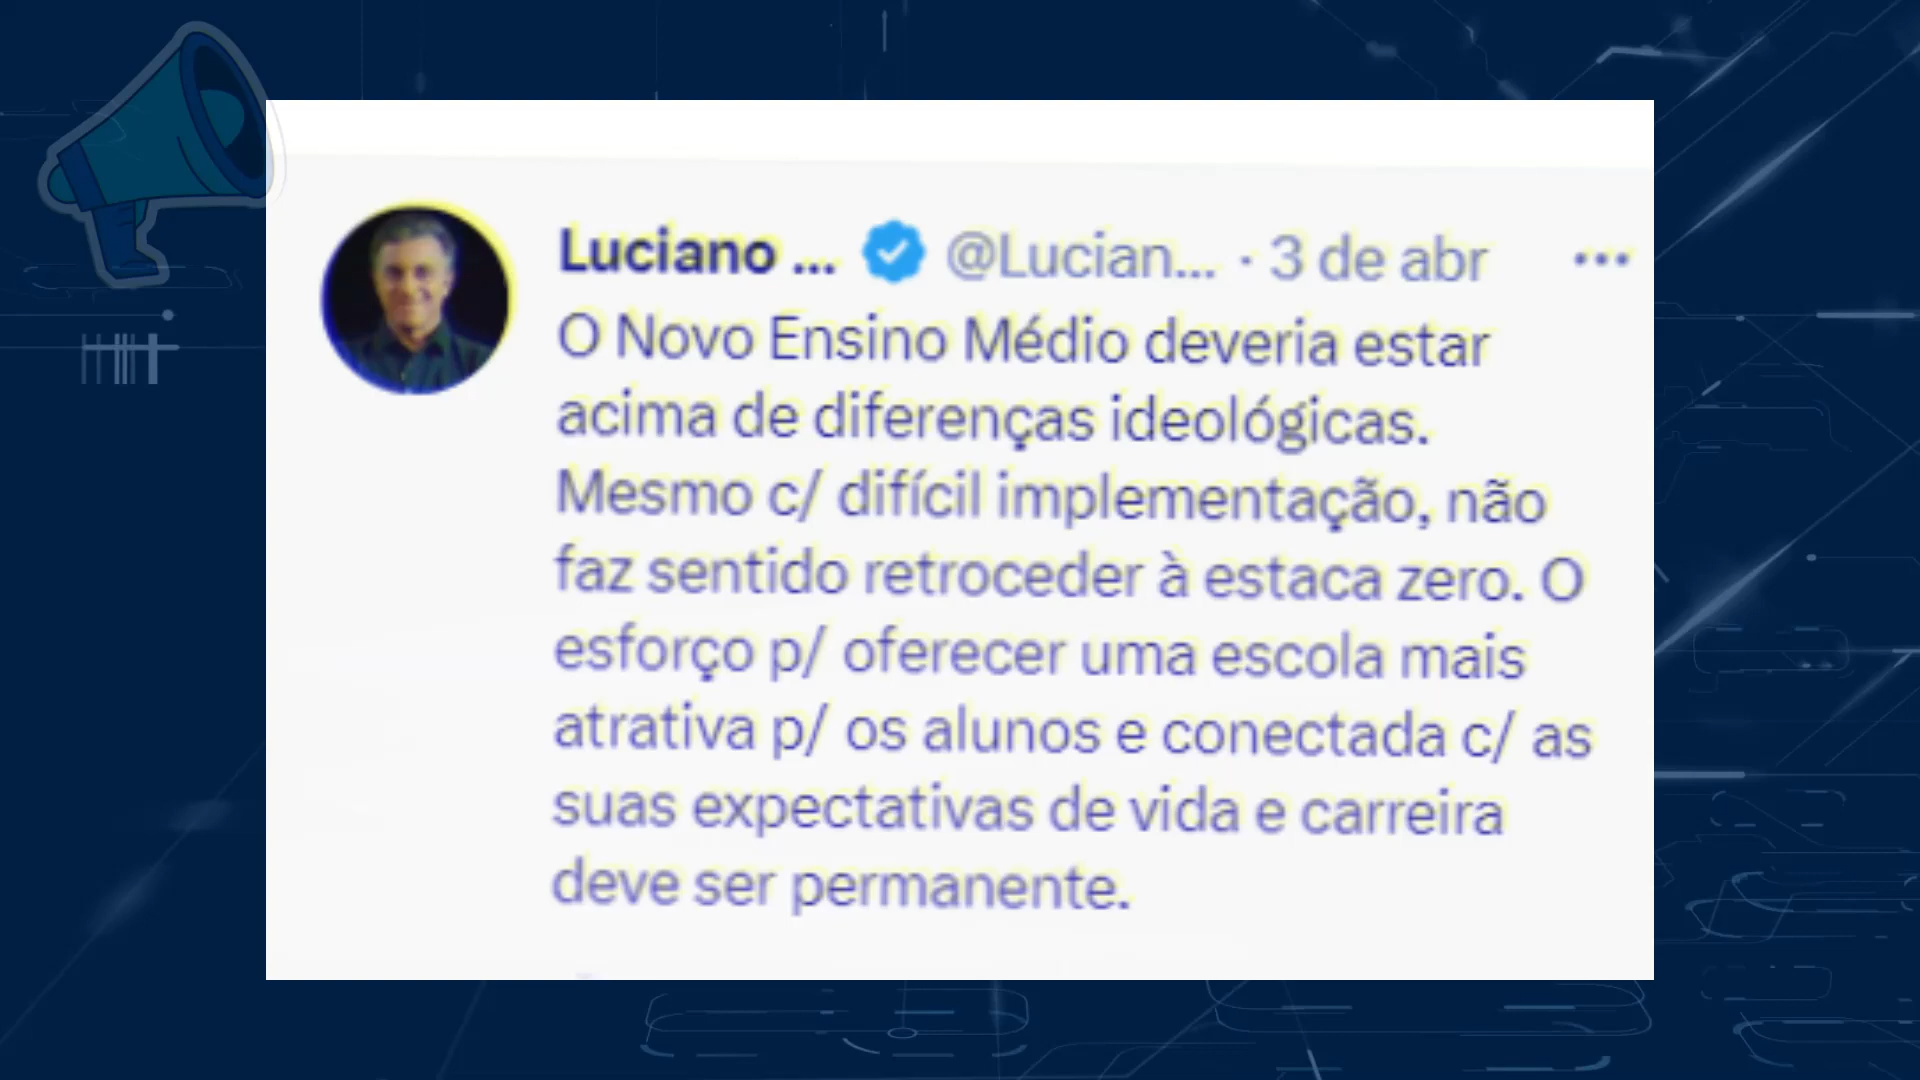 Luciano ... @Lucian... · 3 de abr ...
O Novo Ensino Médio deveria estar
acima de diferenças ideológicas.
Mesmo c/ difícil implementação, não
faz sentido retroceder à estaca zero. O
esforço p/ oferecer uma escola mais
atrativa p/ os alunos e conectada c/ as
suas expectativas de vida e carreira
deve ser permanente.